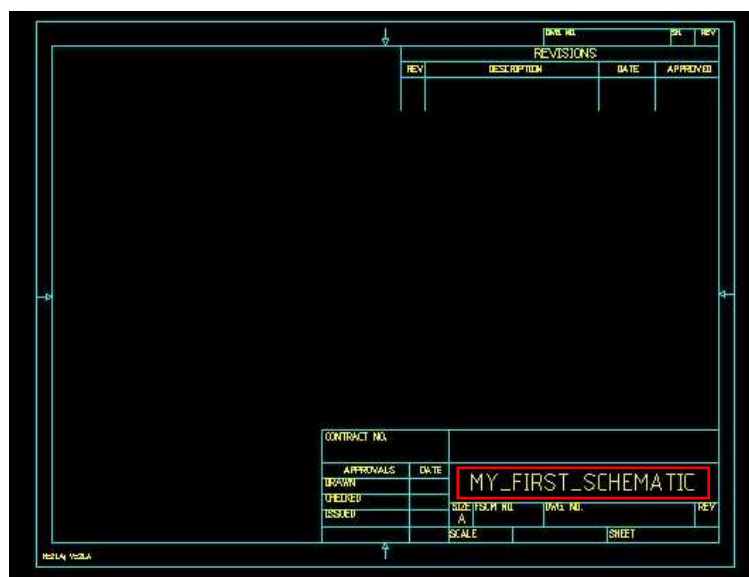 DWG. NO.
SH.
REV
REVISIONS
REV
DESCRIPTION
DATE
APPROVED
CONTRACT NO.
APPROVALS
DATE
DRAWN
CHECKED
ISSUED
MY_FIRST_SCHEMATIC
SIZE
FSCM NO.
DWG. NO.
REV
A
SCALE
SHEET